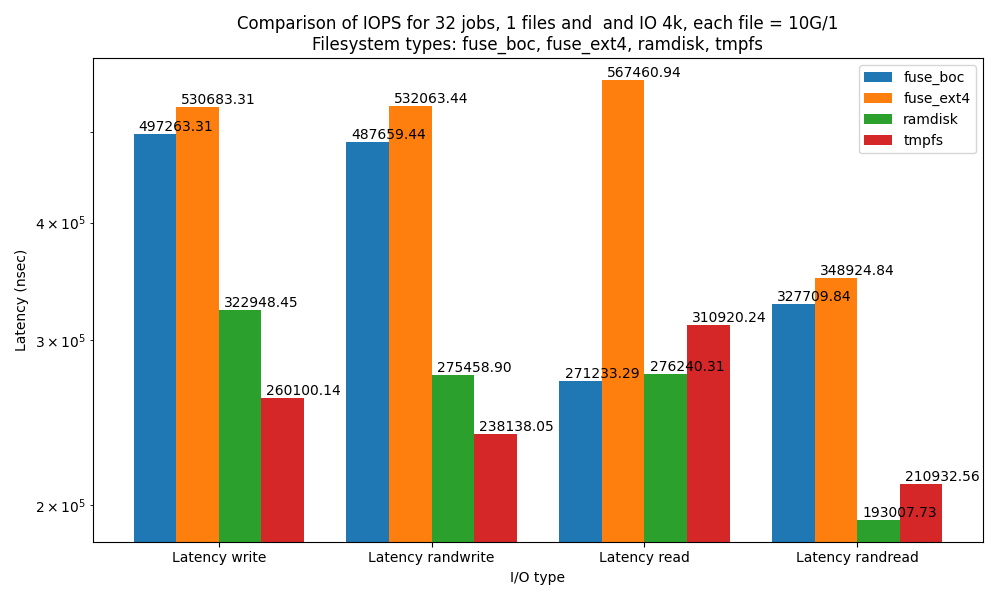 Comparison of IOPS for 32 jobs, 1 files and  and IO 4k, each file = 10G/1
Filesystem types: fuse_boc, fuse_ext4, ramdisk, tmpfs
fuse_boc
fuse_ext4
ramdisk
tmpfs
Latency (nsec)
4 × 10⁵
3 × 10⁵
2 × 10⁵
497263.31
530683.31
322948.45
260100.14
487659.44
532063.44
275458.90
238138.05
271233.29
567460.94
276240.31
310920.24
327709.84
348924.84
193007.73
210932.56
Latency write
Latency randwrite
Latency read
Latency randread
I/O type